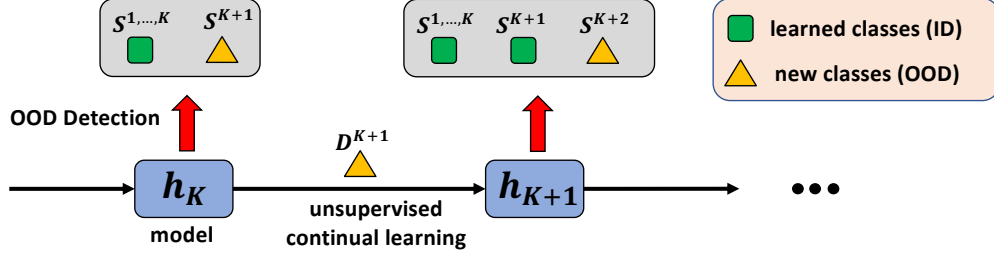 S^{1,...,K} S^{K+1}
S^{1,...,K} S^{K+1} S^{K+2}
learned classes (ID)
new classes (OOD)
OOD Detection
D^{K+1}
h_K
h_{K+1}
•••
model
unsupervised
continual learning